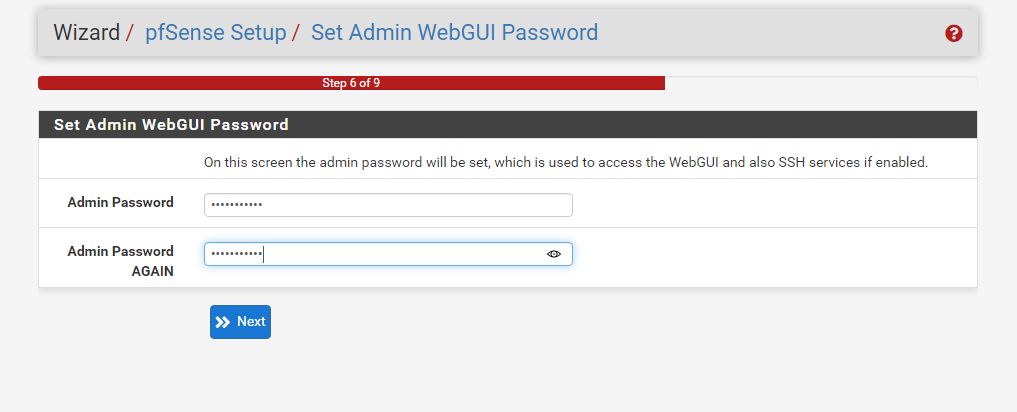 Wizard / pfSense Setup / Set Admin WebGUI Password
Step 6 of 9
Set Admin WebGUI Password
On this screen the admin password will be set, which is used to access the WebGUI and also SSH services if enabled.
Admin Password •••••••••••
Admin Password •••••••••••
AGAIN
Next